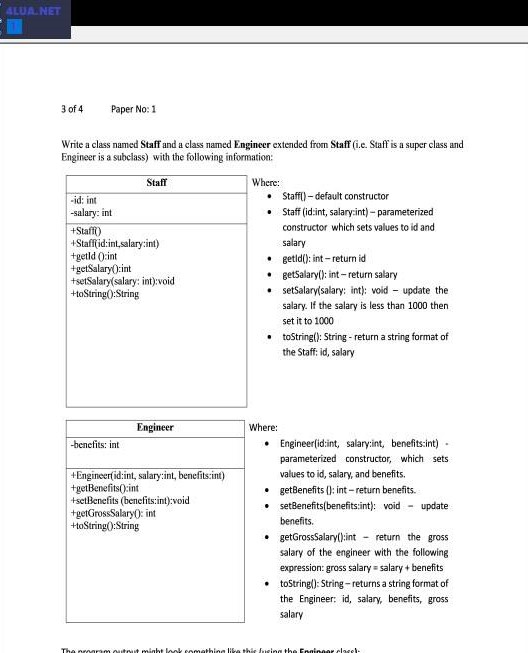 4LUA.NET
1
3 of 4 Paper No: 1
Write a class named Staff and a class named Engineer extended from Staff (i.e. Staff is a super class and
Engineer is a subclass) with the following information:
Staff
-id: int
-salary: int
+Staff()
+Staff(id:int,salary:int)
+getId ():int
+getSalary():int
+setSalary(salary: int):void
+toString():String
Where:
• Staff() – default constructor
• Staff (id:int, salary:int) – parameterized
constructor which sets values to id and
salary
• getId(): int – return id
• getSalary(): int – return salary
• setSalary(salary: int): void – update the
salary. If the salary is less than 1000 then
set it to 1000
• toString(): String - return a string format of
the Staff: id, salary
Engineer
-benefits: int
+Engineer(id:int, salary:int, benefits:int)
+getBenefits():int
+setBenefits (benefits:int):void
+getGrossSalary(): int
+toString():String
Where:
• Engineer(id:int, salary:int, benefits:int) -
parameterized constructor, which sets
values to id, salary, and benefits.
• getBenefits (): int – return benefits.
• setBenefits(benefits:int): void – update
benefits.
• getGrossSalary():int – return the gross
salary of the engineer with the following
expression: gross salary = salary + benefits
• toString(): String – returns a string format of
the Engineer: id, salary, benefits, gross
salary
The program output might look something like this (using the Engineer class):